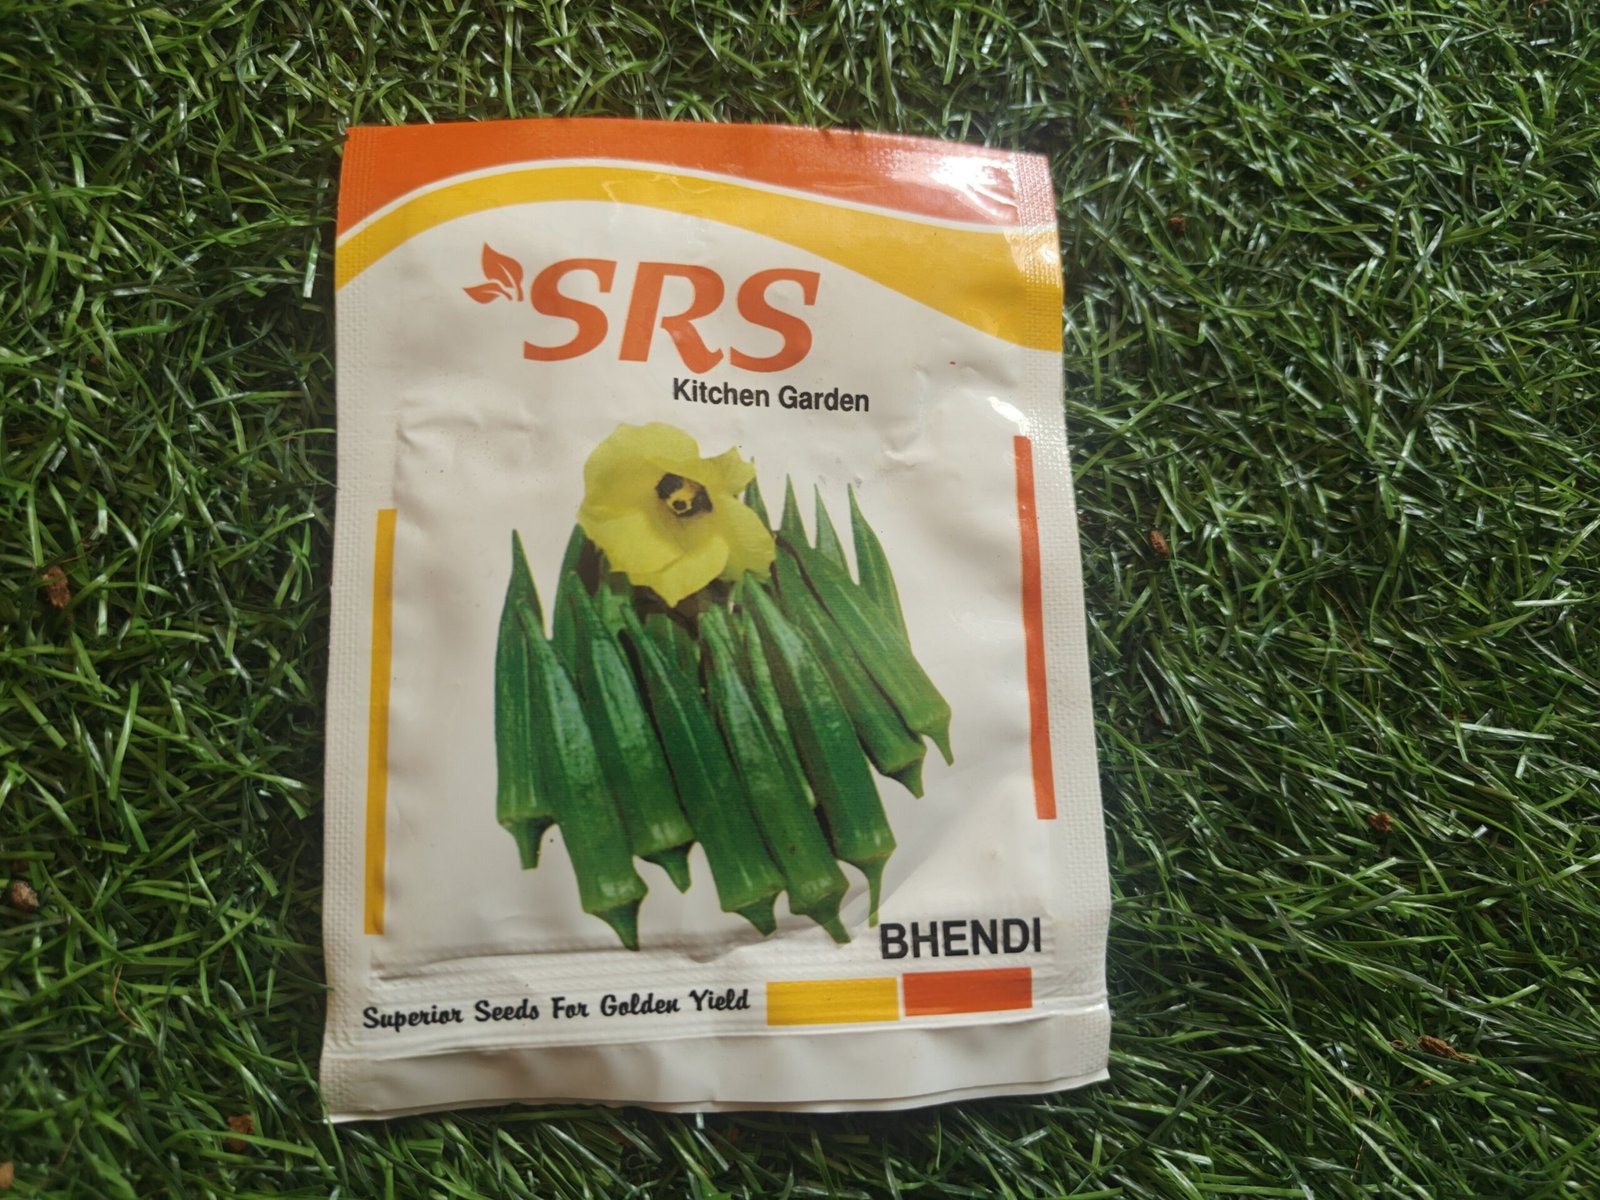 SRS
Kitchen Garden
BHENDI
Superior Seeds For Golden Yield